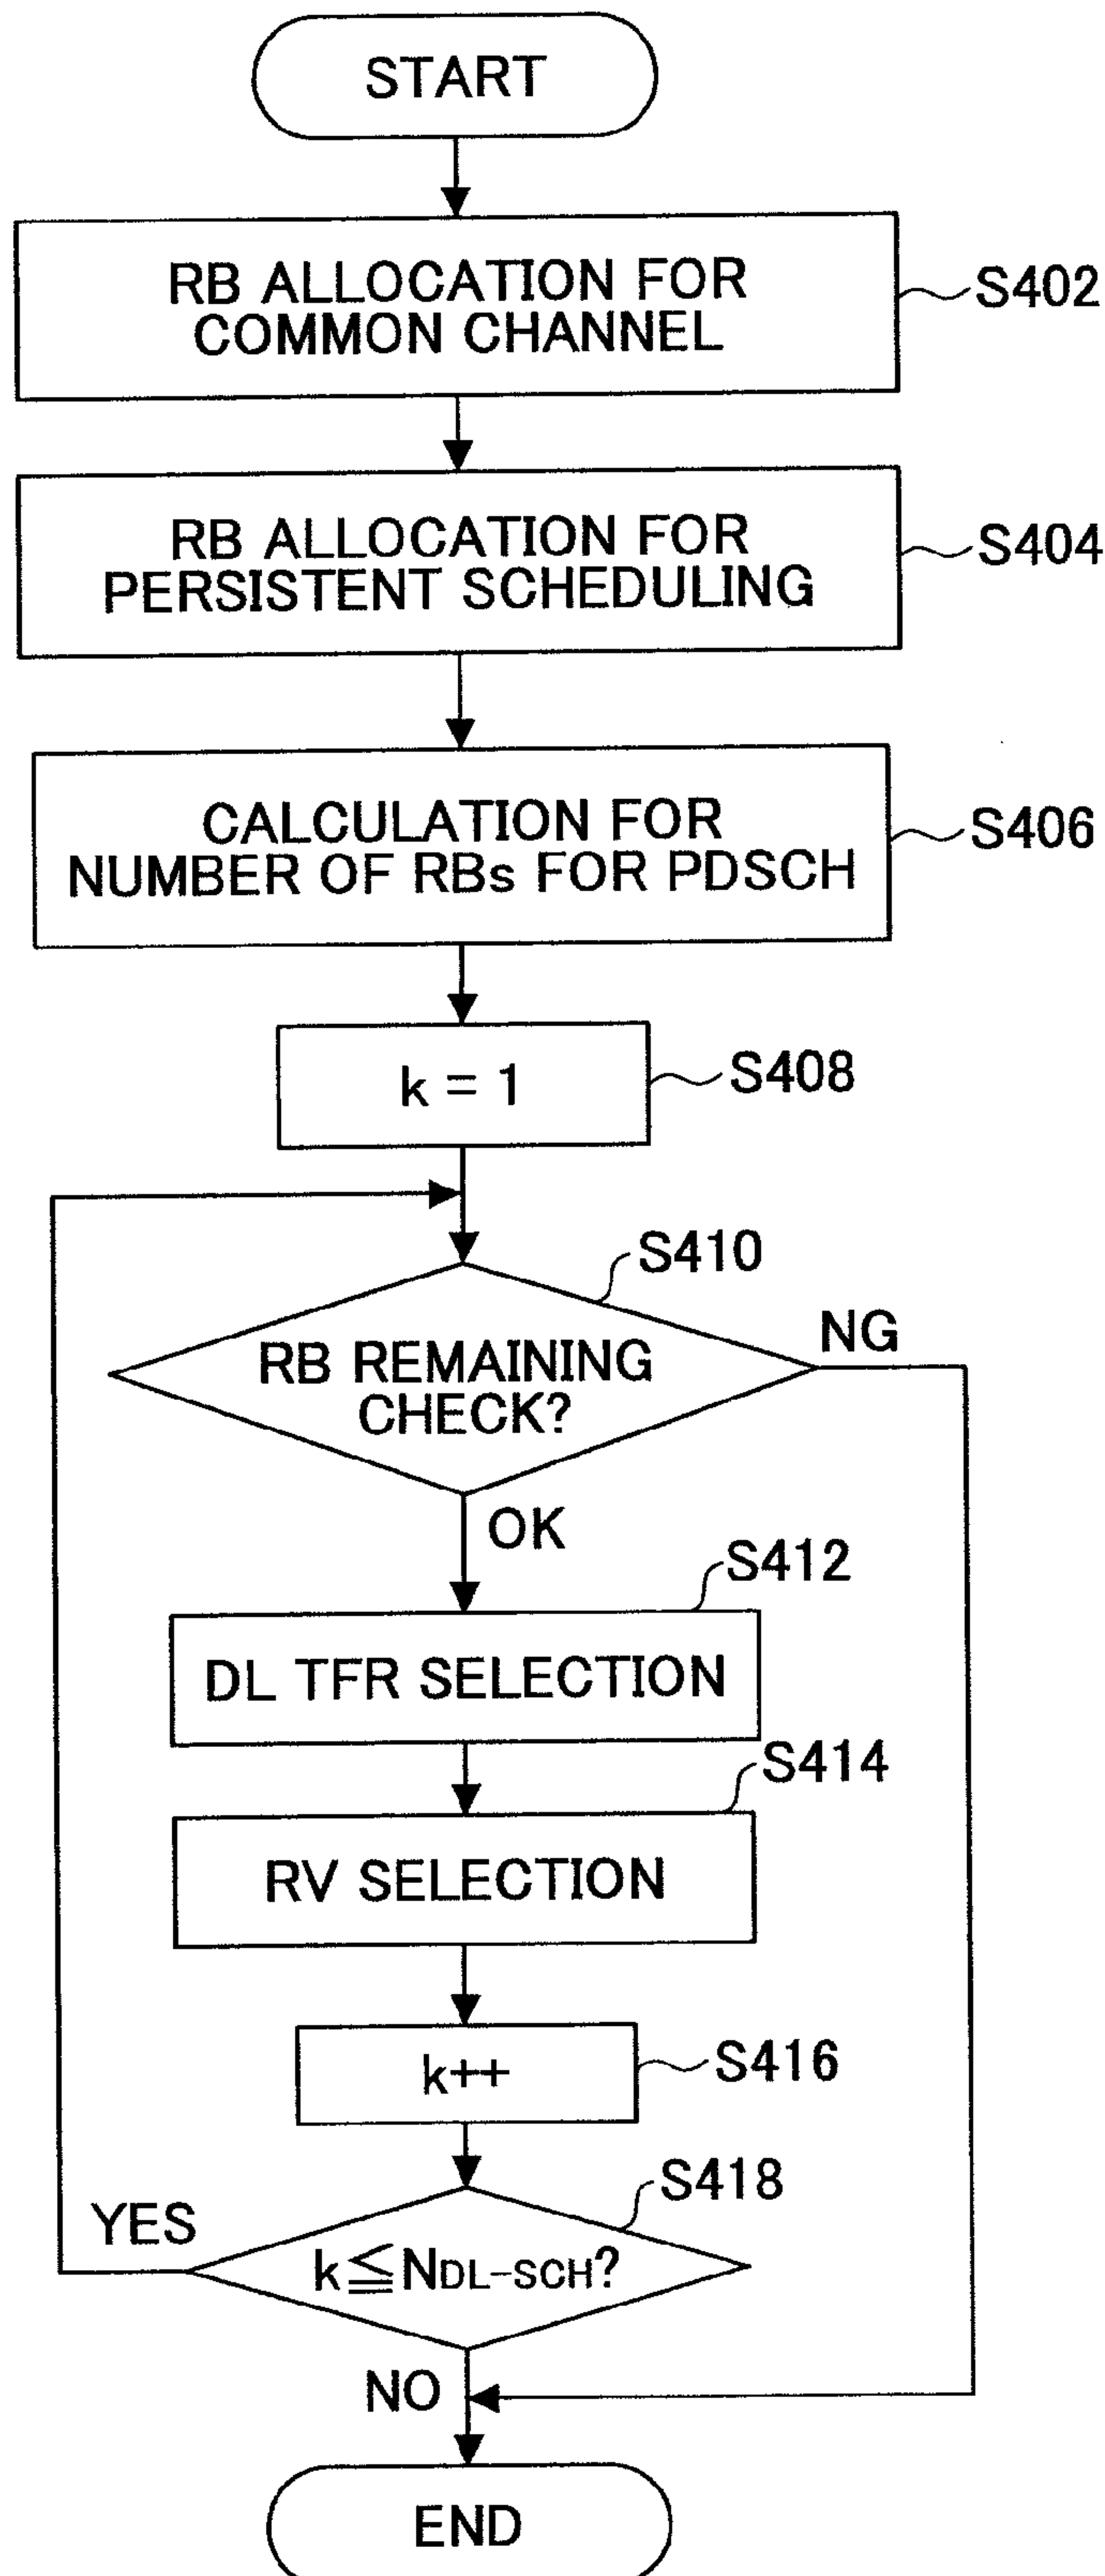 START
RB ALLOCATION FOR
COMMON CHANNEL
S402
RB ALLOCATION FOR
PERSISTENT SCHEDULING
S404
CALCULATION FOR
NUMBER OF RBs FOR PDSCH
S406
k = 1
S408
S410
RB REMAINING
CHECK?
NG
OK
S412
DL TFR SELECTION
S414
RV SELECTION
k++
S416
S418
YES
k≦NDL-SCH?
NO
END